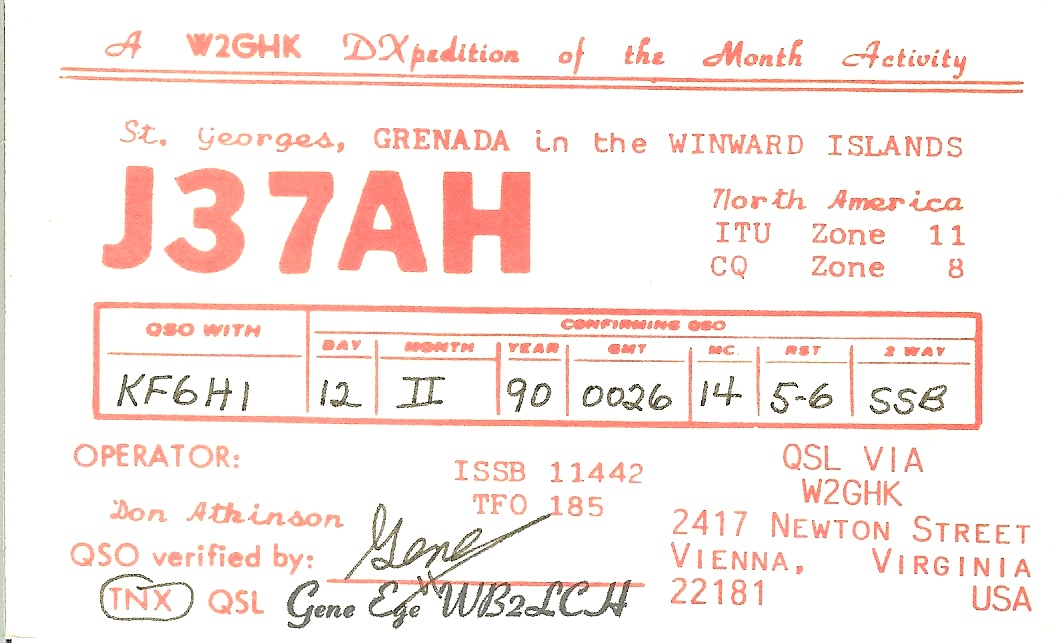 A W2GHK DXpedition of the Month Activity
St. Georges, GRENADA in the WINWARD ISLANDS
J37AH
North America
ITU Zone 11
CQ Zone 8
QSO WITH
CONFIRMING QSO
DAY MONTH YEAR GMT MC. RST 2 WAY
KF6HI 12 II 90 0026 14 5-6 SSB
OPERATOR:
Don Atkinson
ISSB 11442
TFO 185
QSO verified by: Gene
TNX QSL Gene Ege WB2LCH
QSL VIA
W2GHK
2417 NEWTON STREET
VIENNA, VIRGINIA
22181 USA